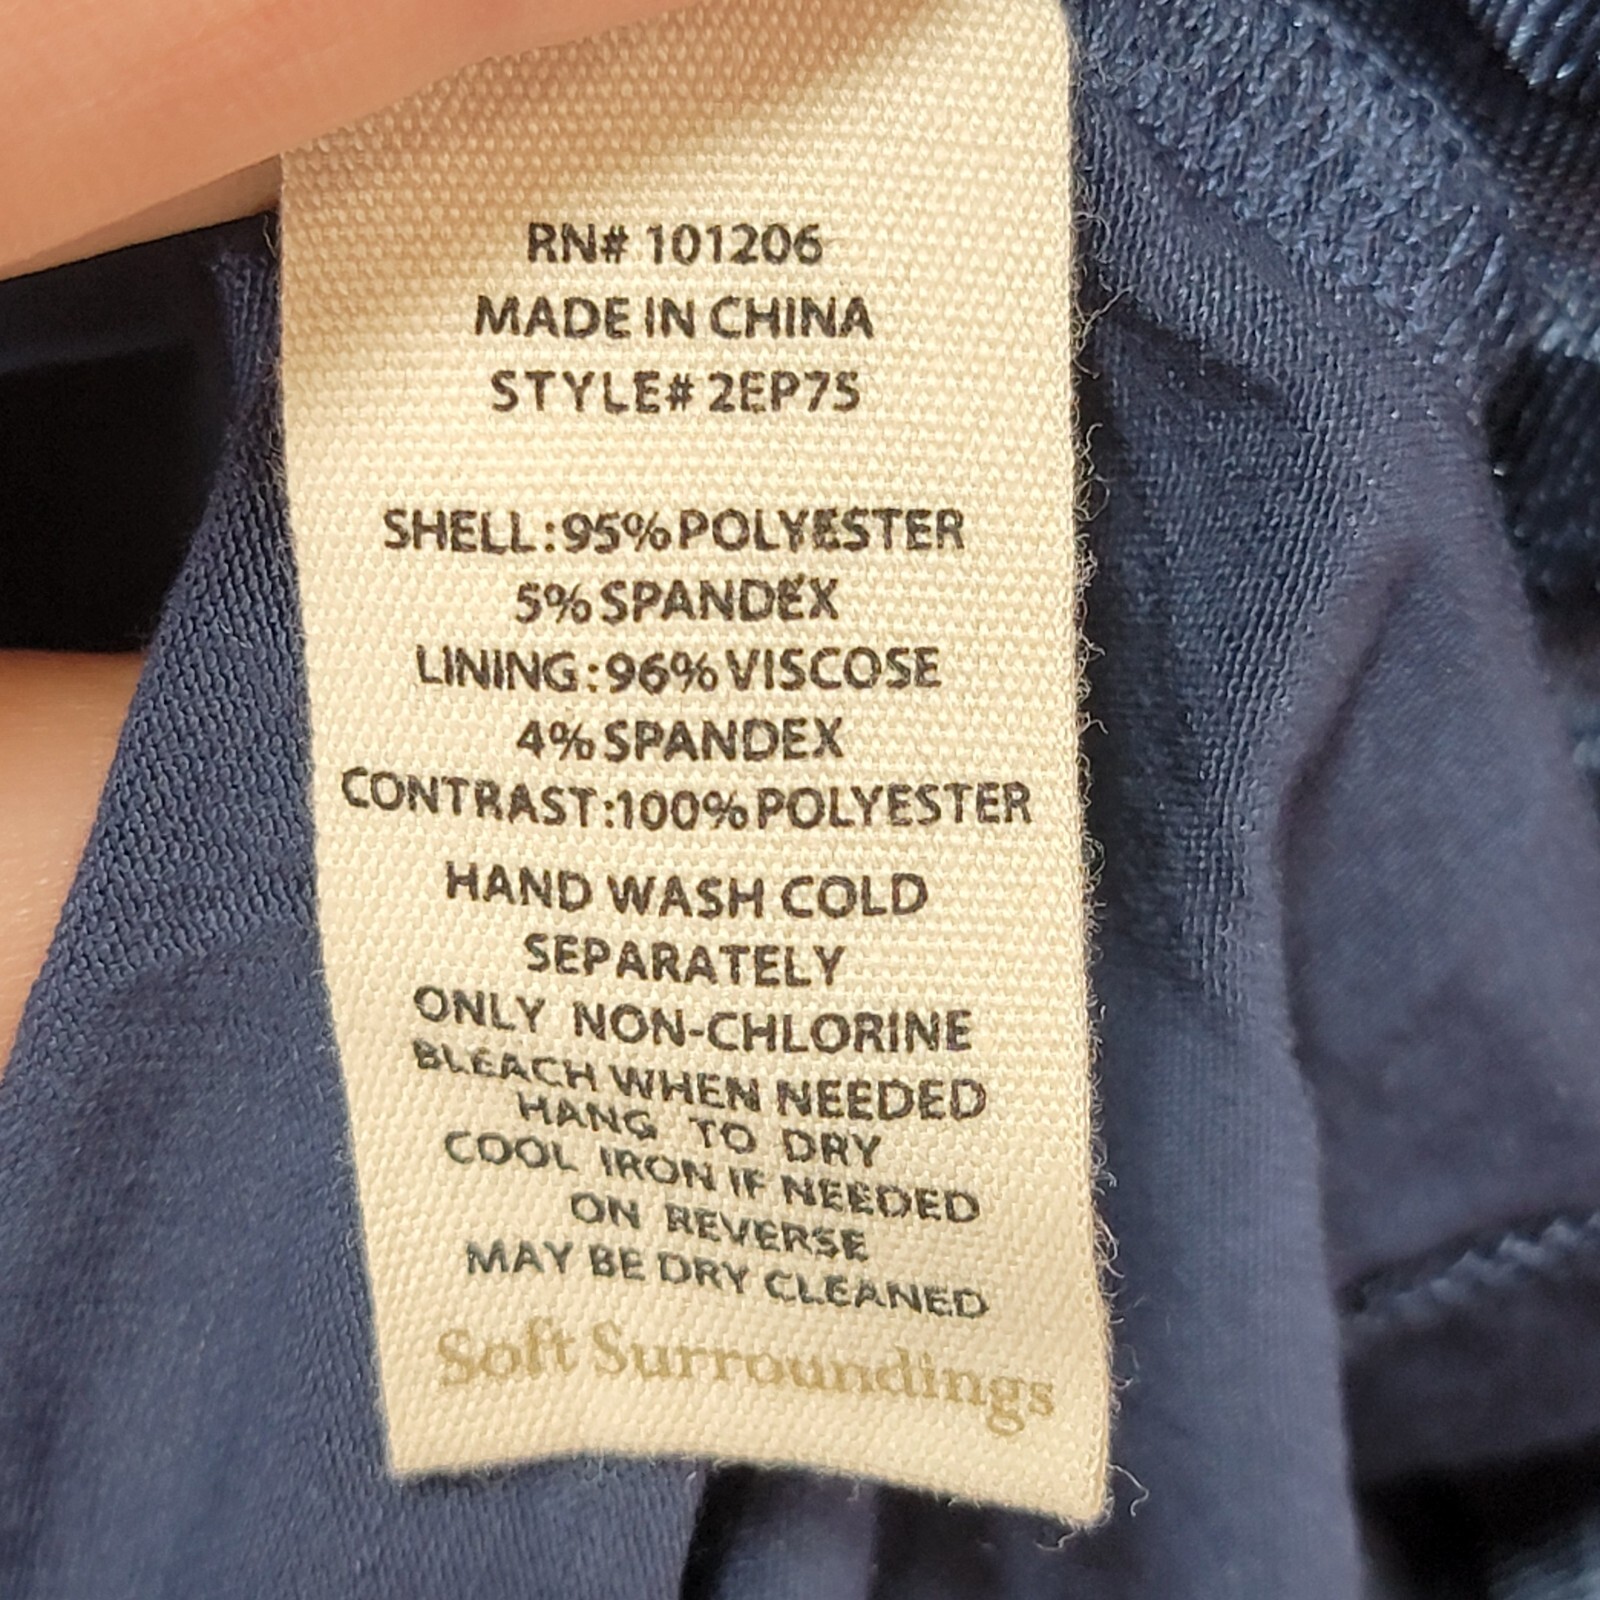 RN# 101206
MADE IN CHINA
STYLE# 2EP75
SHELL:95% POLYESTER
5% SPANDEX
LINING:96% VISCOSE
4% SPANDEX
CONTRAST:100% POLYESTER
HAND WASH COLD
SEPARATELY
ONLY NON-CHLORINE
BLEACH WHEN NEEDED
HANG TO DRY
COOL IRON IF NEEDED
ON REVERSE
MAY BE DRY CLEANED
Soft Surroundings